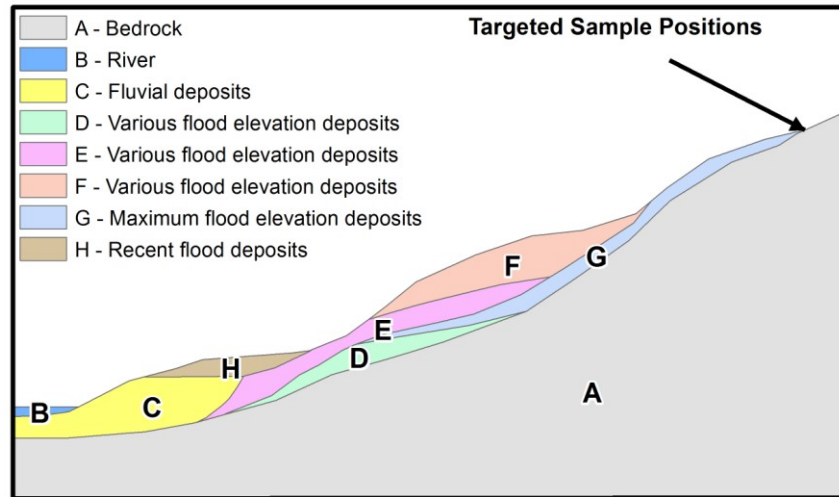 A - Bedrock
B - River
C - Fluvial deposits
D - Various flood elevation deposits
E - Various flood elevation deposits
F - Various flood elevation deposits
G - Maximum flood elevation deposits
H - Recent flood deposits
Targeted Sample Positions
F
G
E
D
H
A
B
C